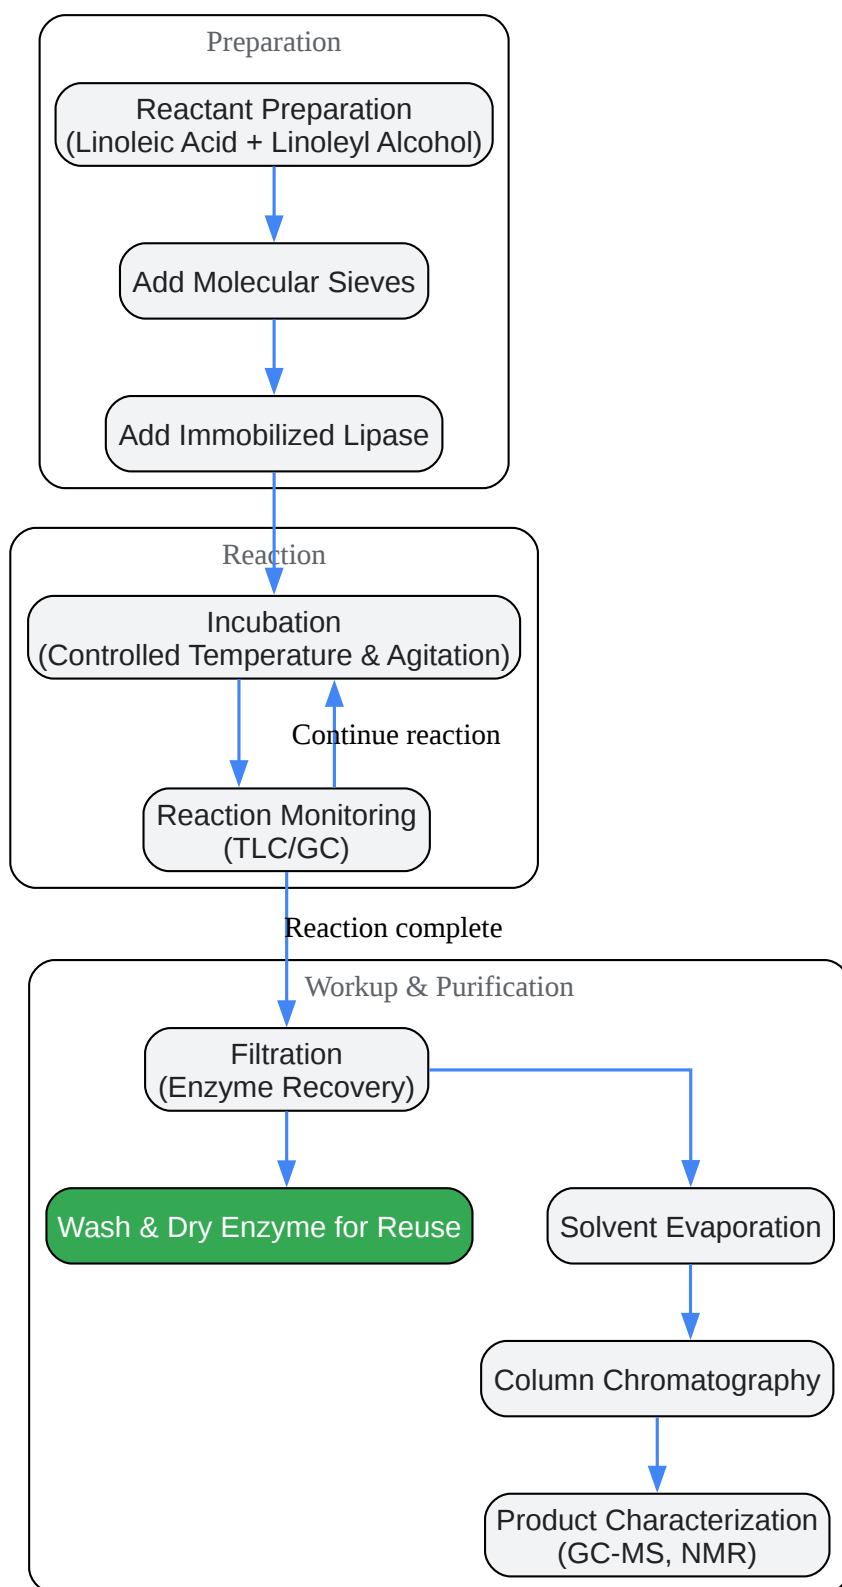 Preparation
Reactant Preparation
(Linoleic Acid + Linoleyl Alcohol)
Add Molecular Sieves
Add Immobilized Lipase
Reaction
Incubation
(Controlled Temperature & Agitation)
Continue reaction
Reaction Monitoring
(TLC/GC)
Reaction complete
Workup & Purification
Filtration
(Enzyme Recovery)
Wash & Dry Enzyme for Reuse
Solvent Evaporation
Column Chromatography
Product Characterization
(GC-MS, NMR)